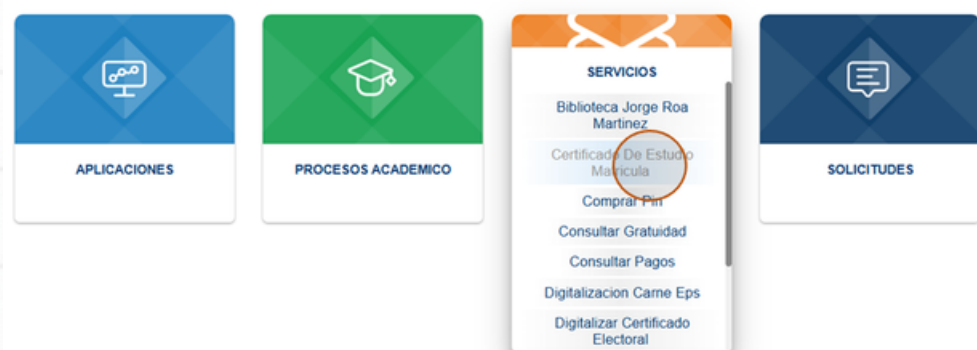 APLICACIONES
PROCESOS ACADEMICO
SERVICIOS
Biblioteca Jorge Roa
Martinez
Certificado De Estudio
Matricula
Comprar Pin
Consultar Gratuidad
Consultar Pagos
Digitalizacion Carne Eps
Digitalizar Certificado
Electoral
SOLICITUDES